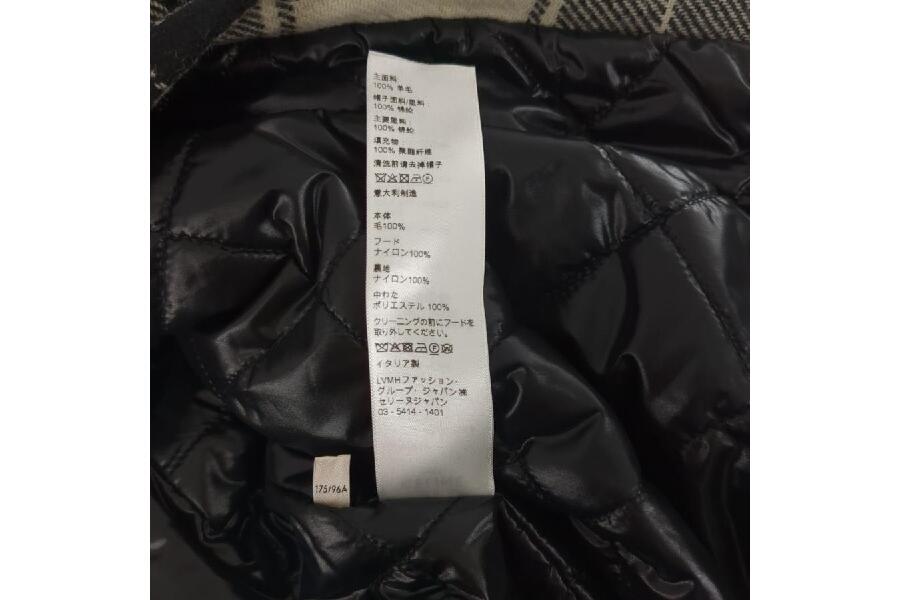 主面料
100% 羊毛
帽子面料/里料
100% 锦纶
主要里料:
100% 锦纶
填充物
100% 聚酯纤维
清洗前请去掉帽子
意大利制造
本体
毛100%
フード
ナイロン100%
裏地
ナイロン100%
中わた
ポリエステル 100%
クリーニングの前にフードを
取り外してください。
イタリア製
LVMHファッション・
グループ・ジャパン㈱
セリーヌジャパン
03 - 5414 - 1401
175/96A